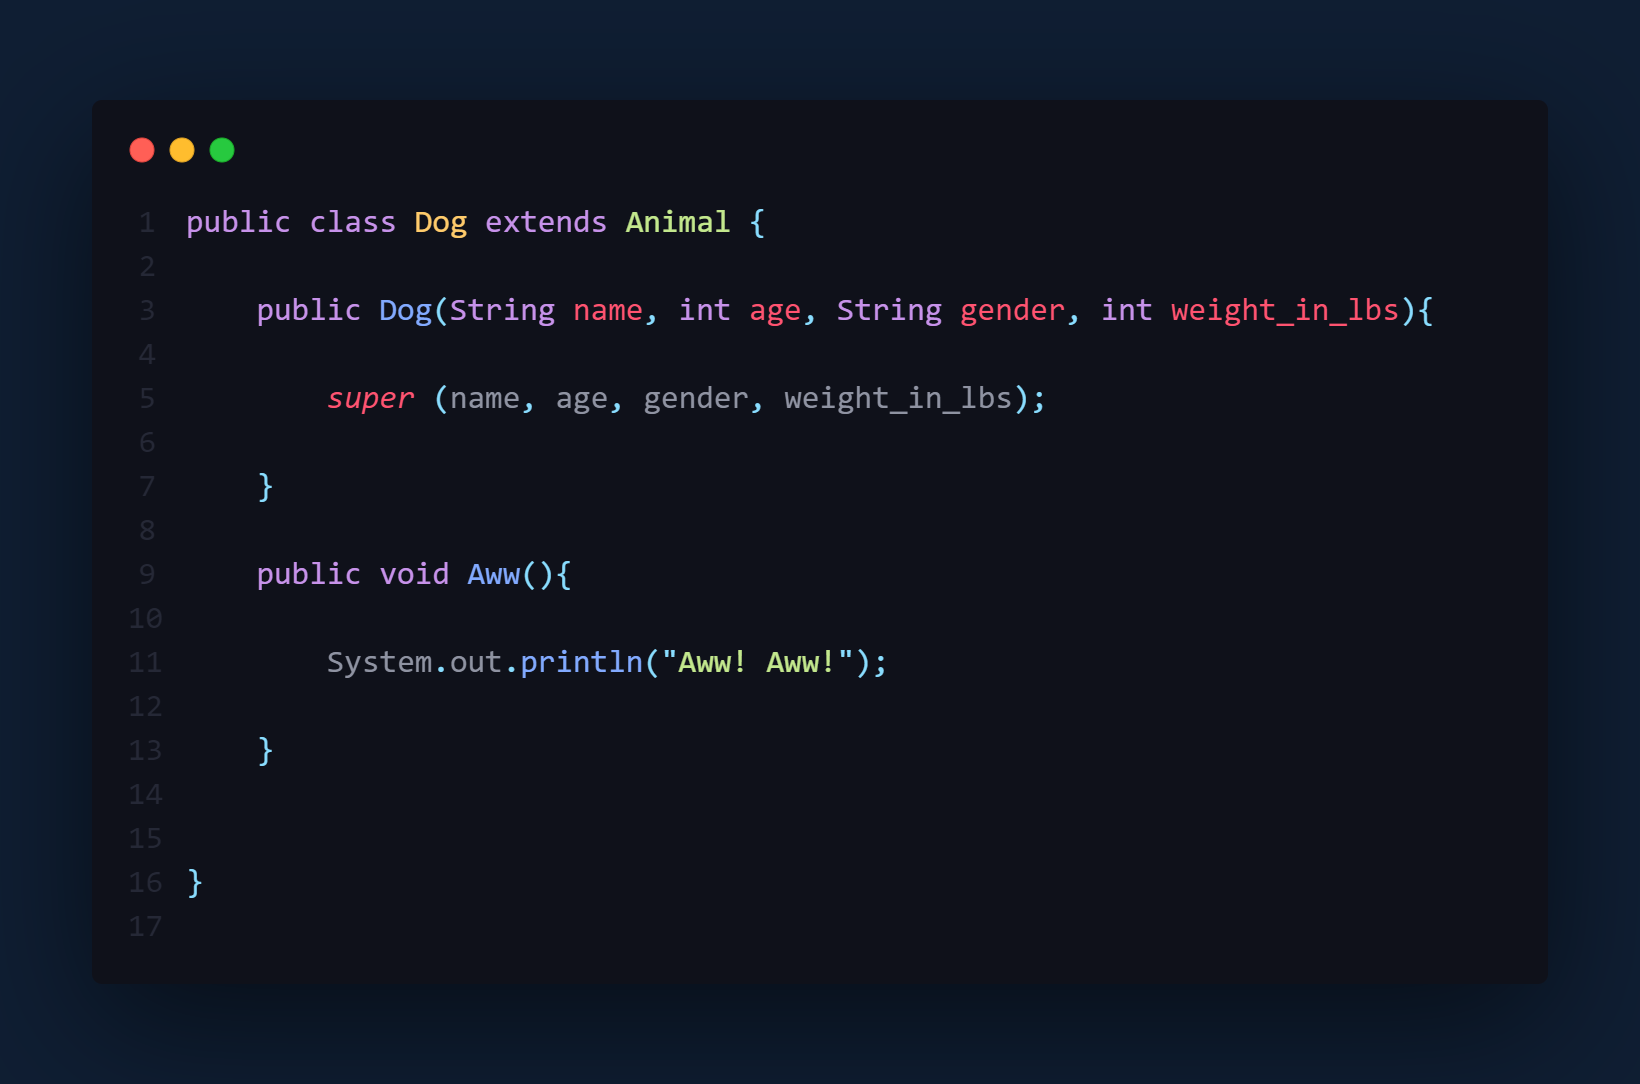 1 public class Dog extends Animal {
2
3     public Dog(String name, int age, String gender, int weight_in_lbs){
4
5         super (name, age, gender, weight_in_lbs);
6
7     }
8
9     public void Aww(){
10
11         System.out.println("Aww! Aww!");
12
13     }
14
15
16 }
17